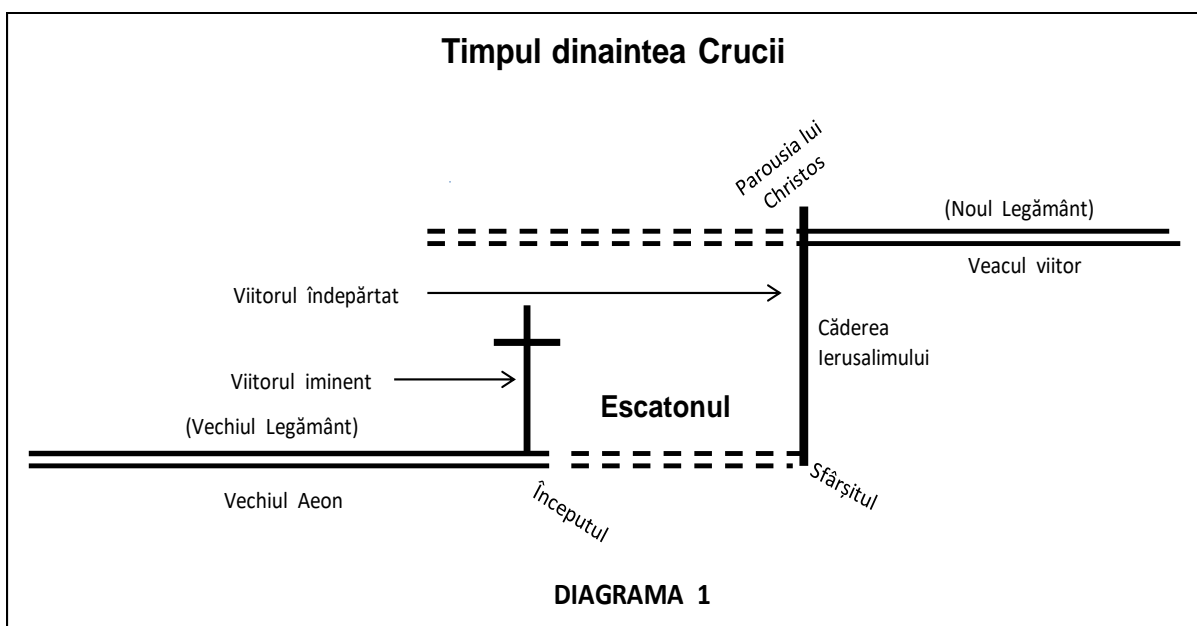 Timpul dinaintea Crucii
Parousia lui
Christos
(Noul Legământ)
Veacul viitor
Viitorul îndepărtat
Căderea
Ierusalimului
Viitorul iminent
Escatonul
(Vechiul Legământ)
Vechiul Aeon
Începutul
Sfârșitul
DIAGRAMA 1